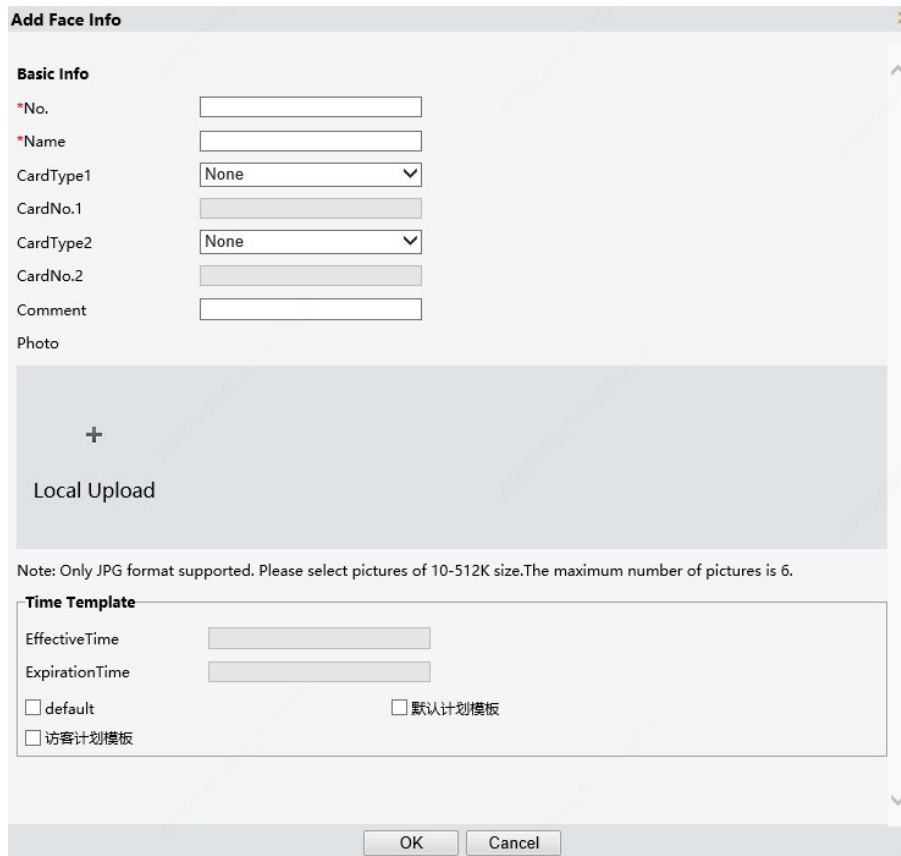 Add Face Info
Basic Info
*No.
*Name
CardType1 None
CardNo.1
CardType2 None
CardNo.2
Comment
Photo
+
Local Upload
Note: Only JPG format supported. Please select pictures of 10-512K size.The maximum number of pictures is 6.
Time Template
EffectiveTime
ExpirationTime
default 默认计划模板
访客计划模板
OK Cancel